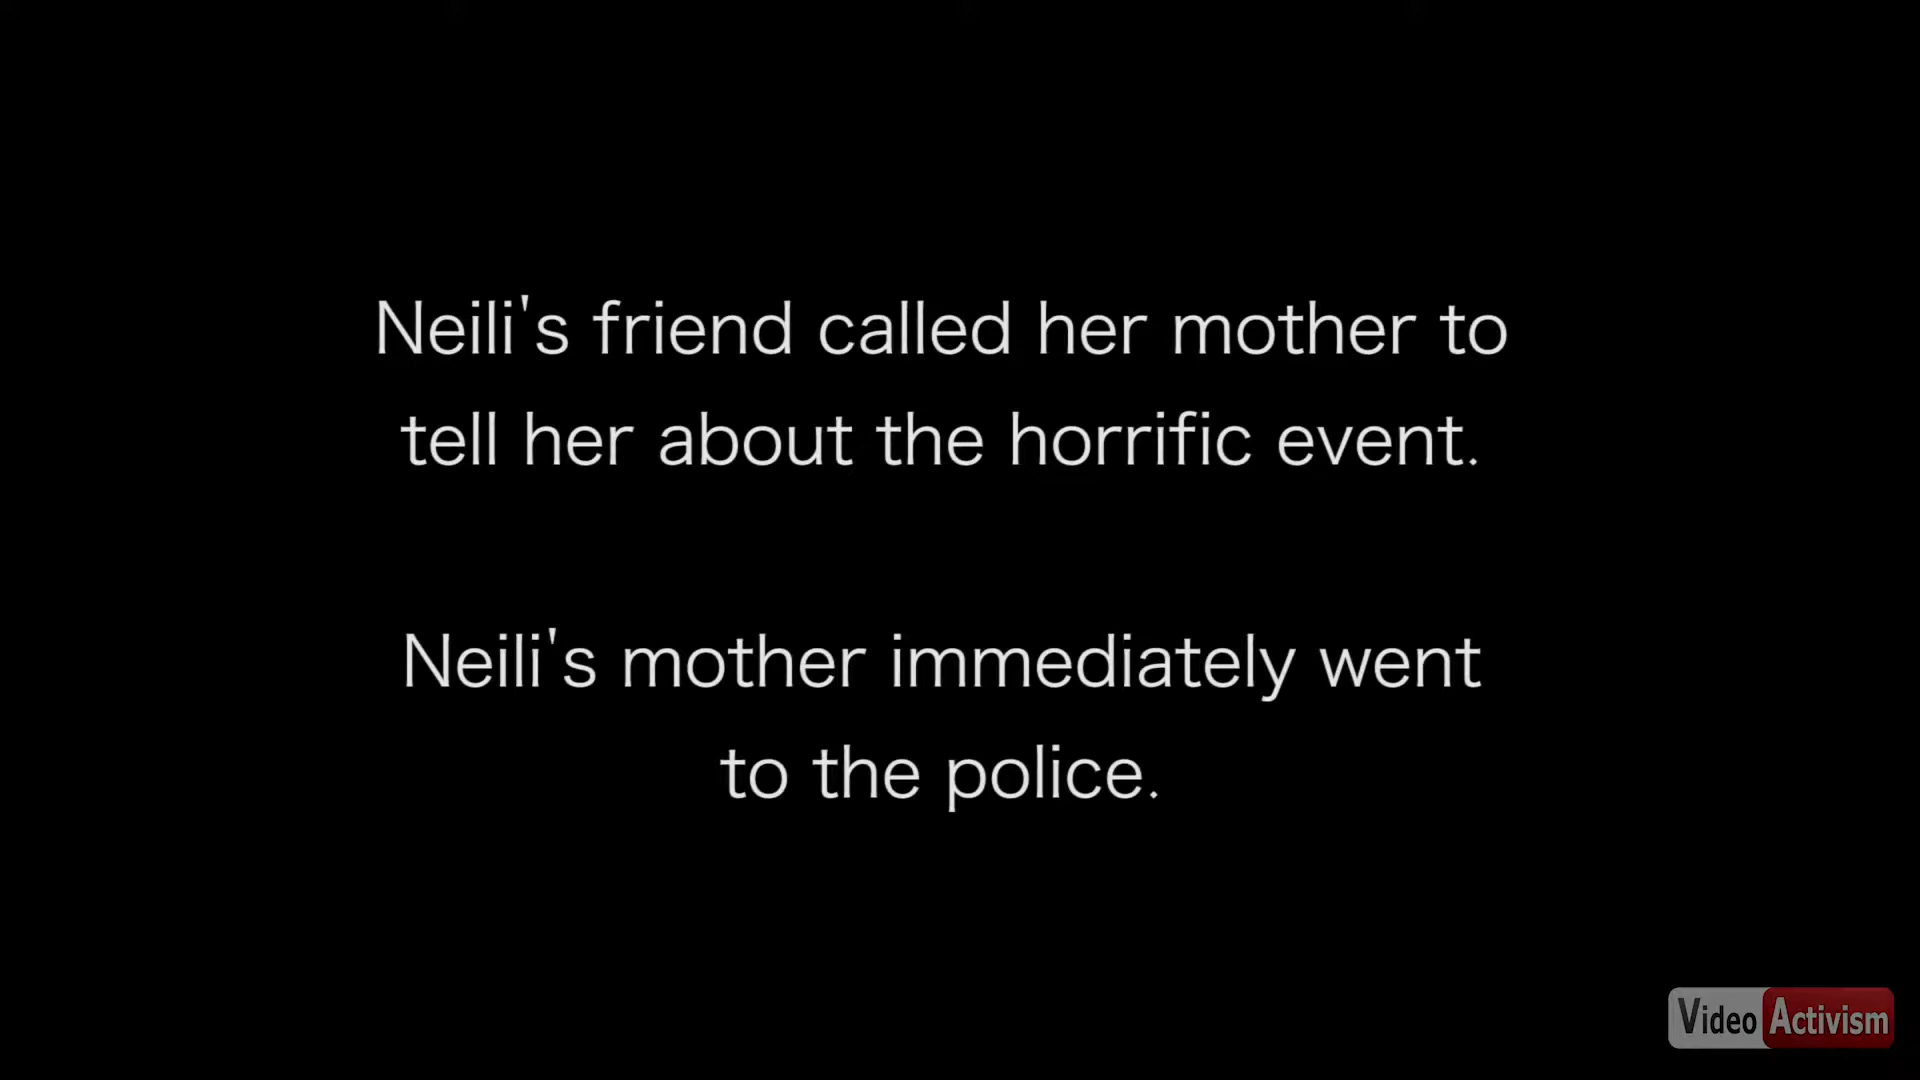 Neili's friend called her mother to
tell her about the horrific event.
Neili's mother immediately went
to the police.
Video Activism